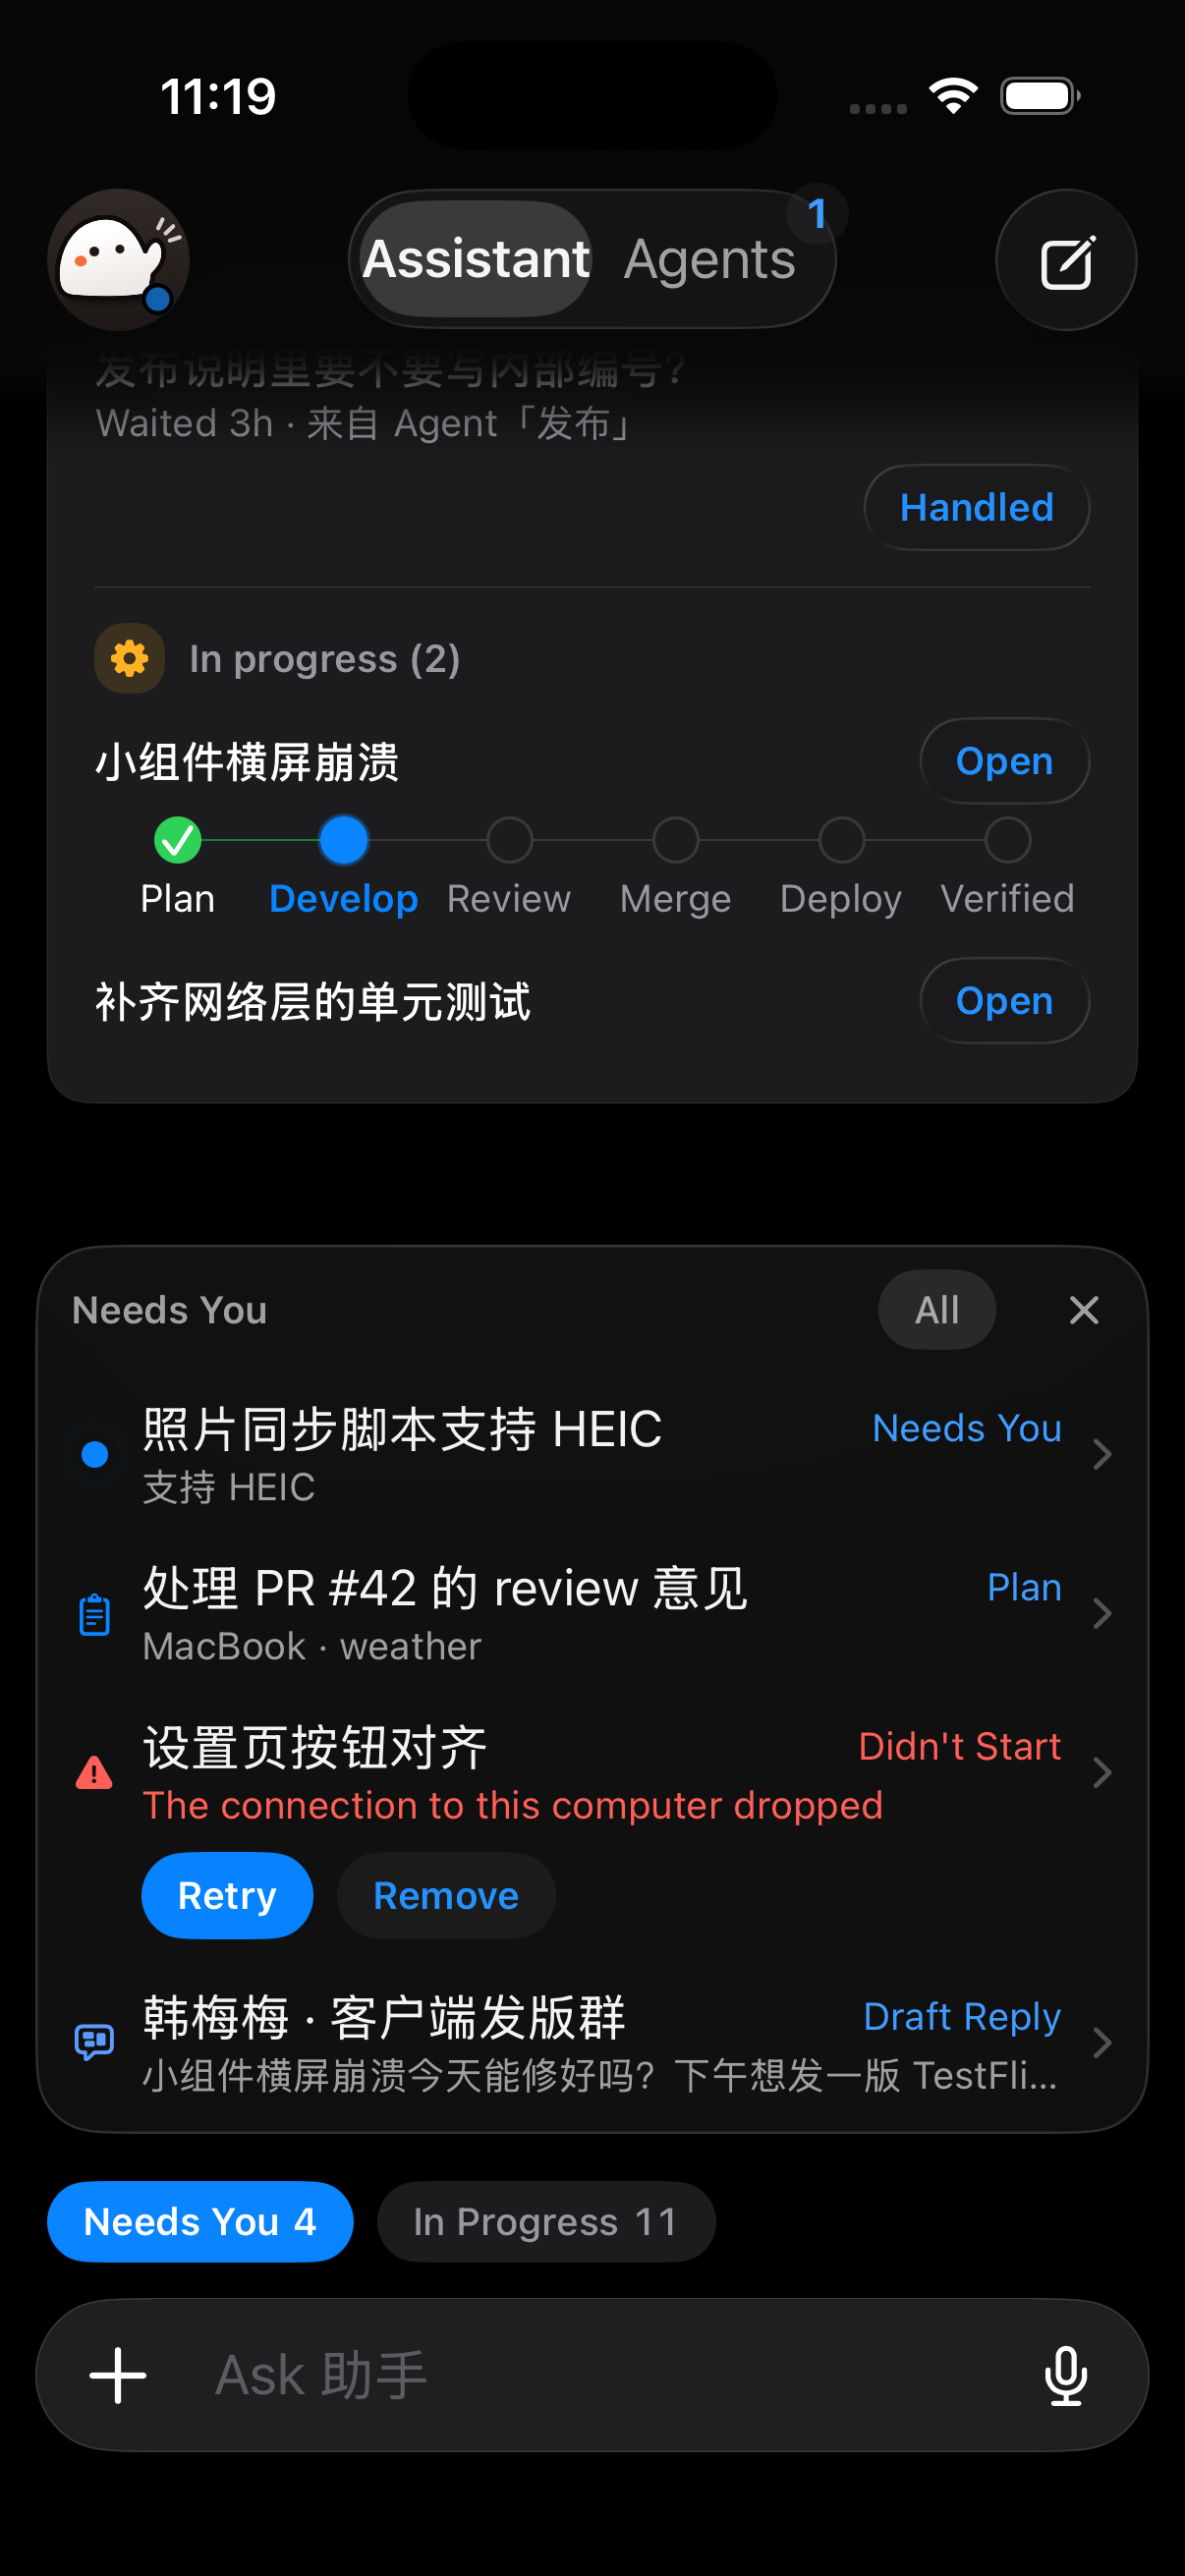 11:19
Assistant
Agents
1
发布说明里要不要写内部编号?
Waited 3h · 来自 Agent「发布」
Handled
In progress (2)
小组件横屏崩溃
Open
Plan
Develop
Review
Merge
Deploy
Verified
补齐网络层的单元测试
Open
Needs You
All
照片同步脚本支持 HEIC
Needs You
支持 HEIC
处理 PR #42 的 review 意见
Plan
MacBook · weather
设置页按钮对齐
Didn't Start
The connection to this computer dropped
Retry
Remove
韩梅梅 · 客户端发版群
Draft Reply
小组件横屏崩溃今天能修好吗？下午想发一版 TestFli...
Needs You 4
In Progress 11
Ask 助手